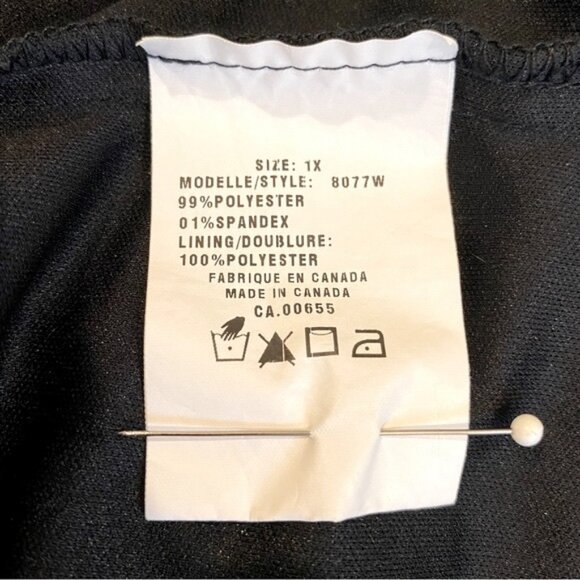 SIZE: 1X
MODELLE/STYLE: 8077W
99%POLYESTER
01%SPANDEX
LINING/DOUBLURE:
100%POLYESTER
FABRIQUE EN CANADA
MADE IN CANADA
CA.00655